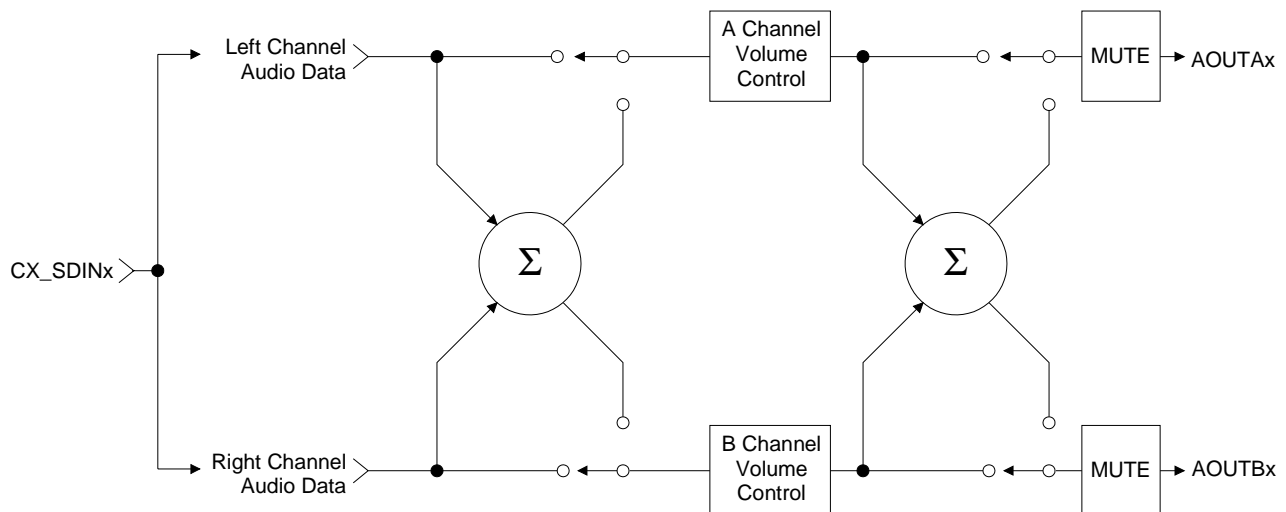 Left Channel
Audio Data
A Channel
Volume
Control
MUTE
AOUTAx
Σ
Σ
CX_SDINx
Right Channel
Audio Data
B Channel
Volume
Control
MUTE
AOUTBx